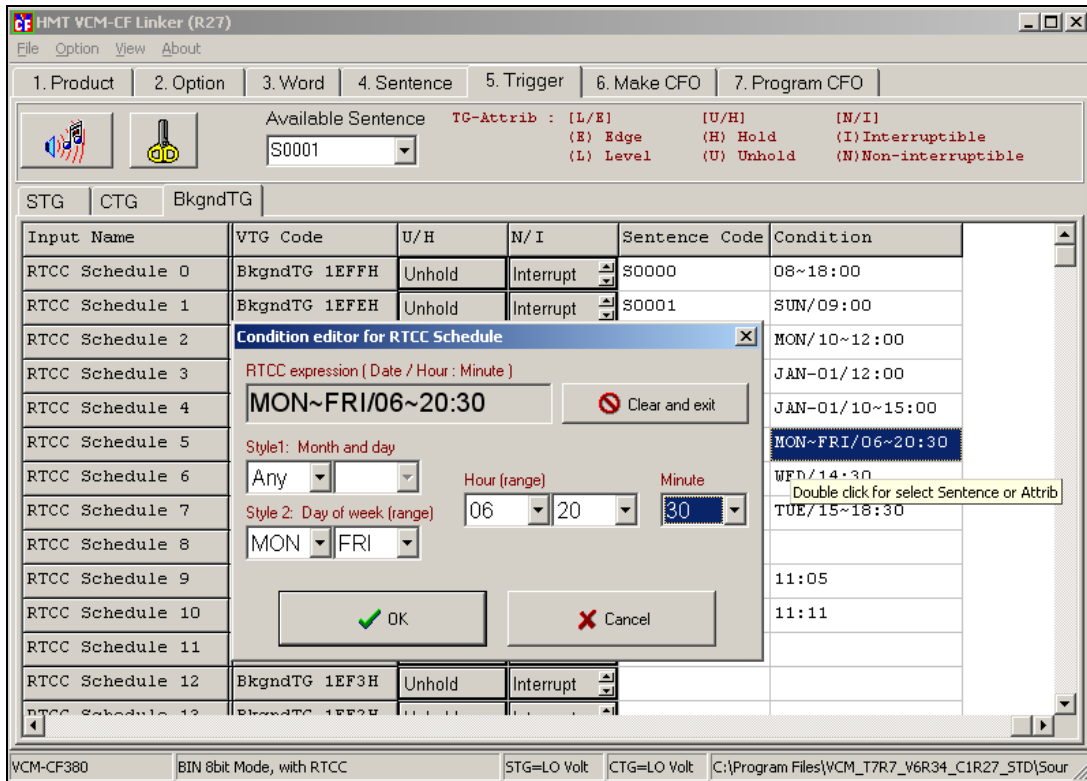 HMT VCM-CF Linker (R27)
File Option View About
1. Product 2. Option 3. Word 4. Sentence 5. Trigger 6. Make CFO 7. Program CFO
Available Sentence TG-Attrib : [L/E] [U/H] [N/I]
(E) Edge (H) Hold (I)Interruptible
S0001 (L) Level (U) Unhold (N)Non-interruptible
STG CTG BkgndTG
Input Name VTG Code U/H N/I Sentence Code Condition
RTCC Schedule 0 BkgndTG 1EFFH Unhold Interrupt S0000 08~18:00
RTCC Schedule 1 BkgndTG 1EFEH Unhold Interrupt S0001 SUN/09:00
RTCC Schedule 2 MON/10~12:00
RTCC Schedule 3 JAN-01/12:00
RTCC Schedule 4 JAN-01/10~15:00
RTCC Schedule 5 MON~FRI/06~20:30
RTCC Schedule 6 WED/14:30
Double click for select Sentence or Attrib
RTCC Schedule 7 TUE/15~18:30
RTCC Schedule 8
RTCC Schedule 9 11:05
RTCC Schedule 10 11:11
RTCC Schedule 11
RTCC Schedule 12 BkgndTG 1EF3H Unhold Interrupt
RTCC Schedule 13 BkgndTG 1EF2H
Condition editor for RTCC Schedule
RTCC expression ( Date / Hour : Minute )
MON~FRI/06~20:30 Clear and exit
Style1: Month and day
Any
Hour (range) Minute
06 20 30
Style 2: Day of week (range)
MON FRI
OK Cancel
VCM-CF380 BIN 8bit Mode, with RTCC STG=LO Volt CTG=LO Volt C:\Program Files\VCM_T7R7_V6R34_C1R27_STD\Sour